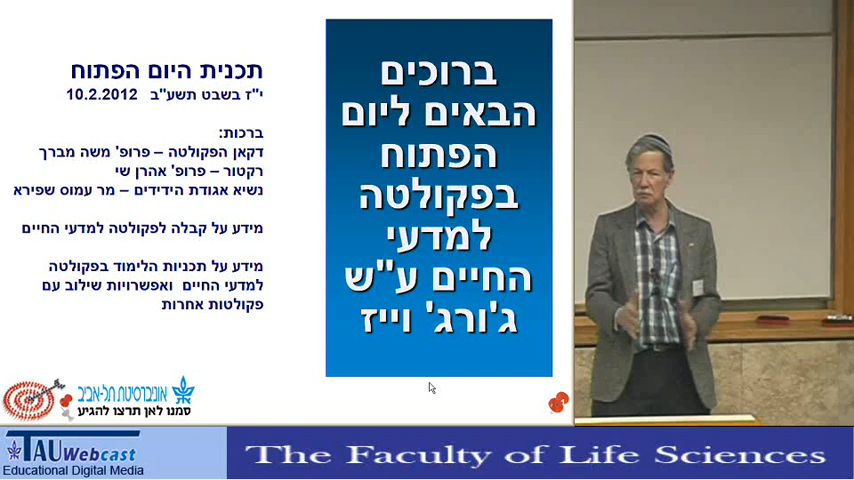 ברוכים
הבאים ליום
הפתוח
בפקולטה
למדעי
החיים ע"ש
ג'ורג' וייז
תכנית היום הפתוח
י"ז בשבט תשע"ב 10.2.2012
ברכות:
דקאן הפקולטה – פרופ' משה מברך
רקטור – פרופ' אהרן שי
נשיא אגודת הידידים – מר עמוס שפירא
מידע על קבלה לפקולטה למדעי החיים
מידע על תכניות הלימוד בפקולטה
למדעי החיים ואפשרויות שילוב עם
פקולטות אחרות
אוניברסיטת תל-אביב
סמנו לאן תרצו להגיע
1
TAU Webcast
Educational Digital Media
The Faculty of Life Sciences